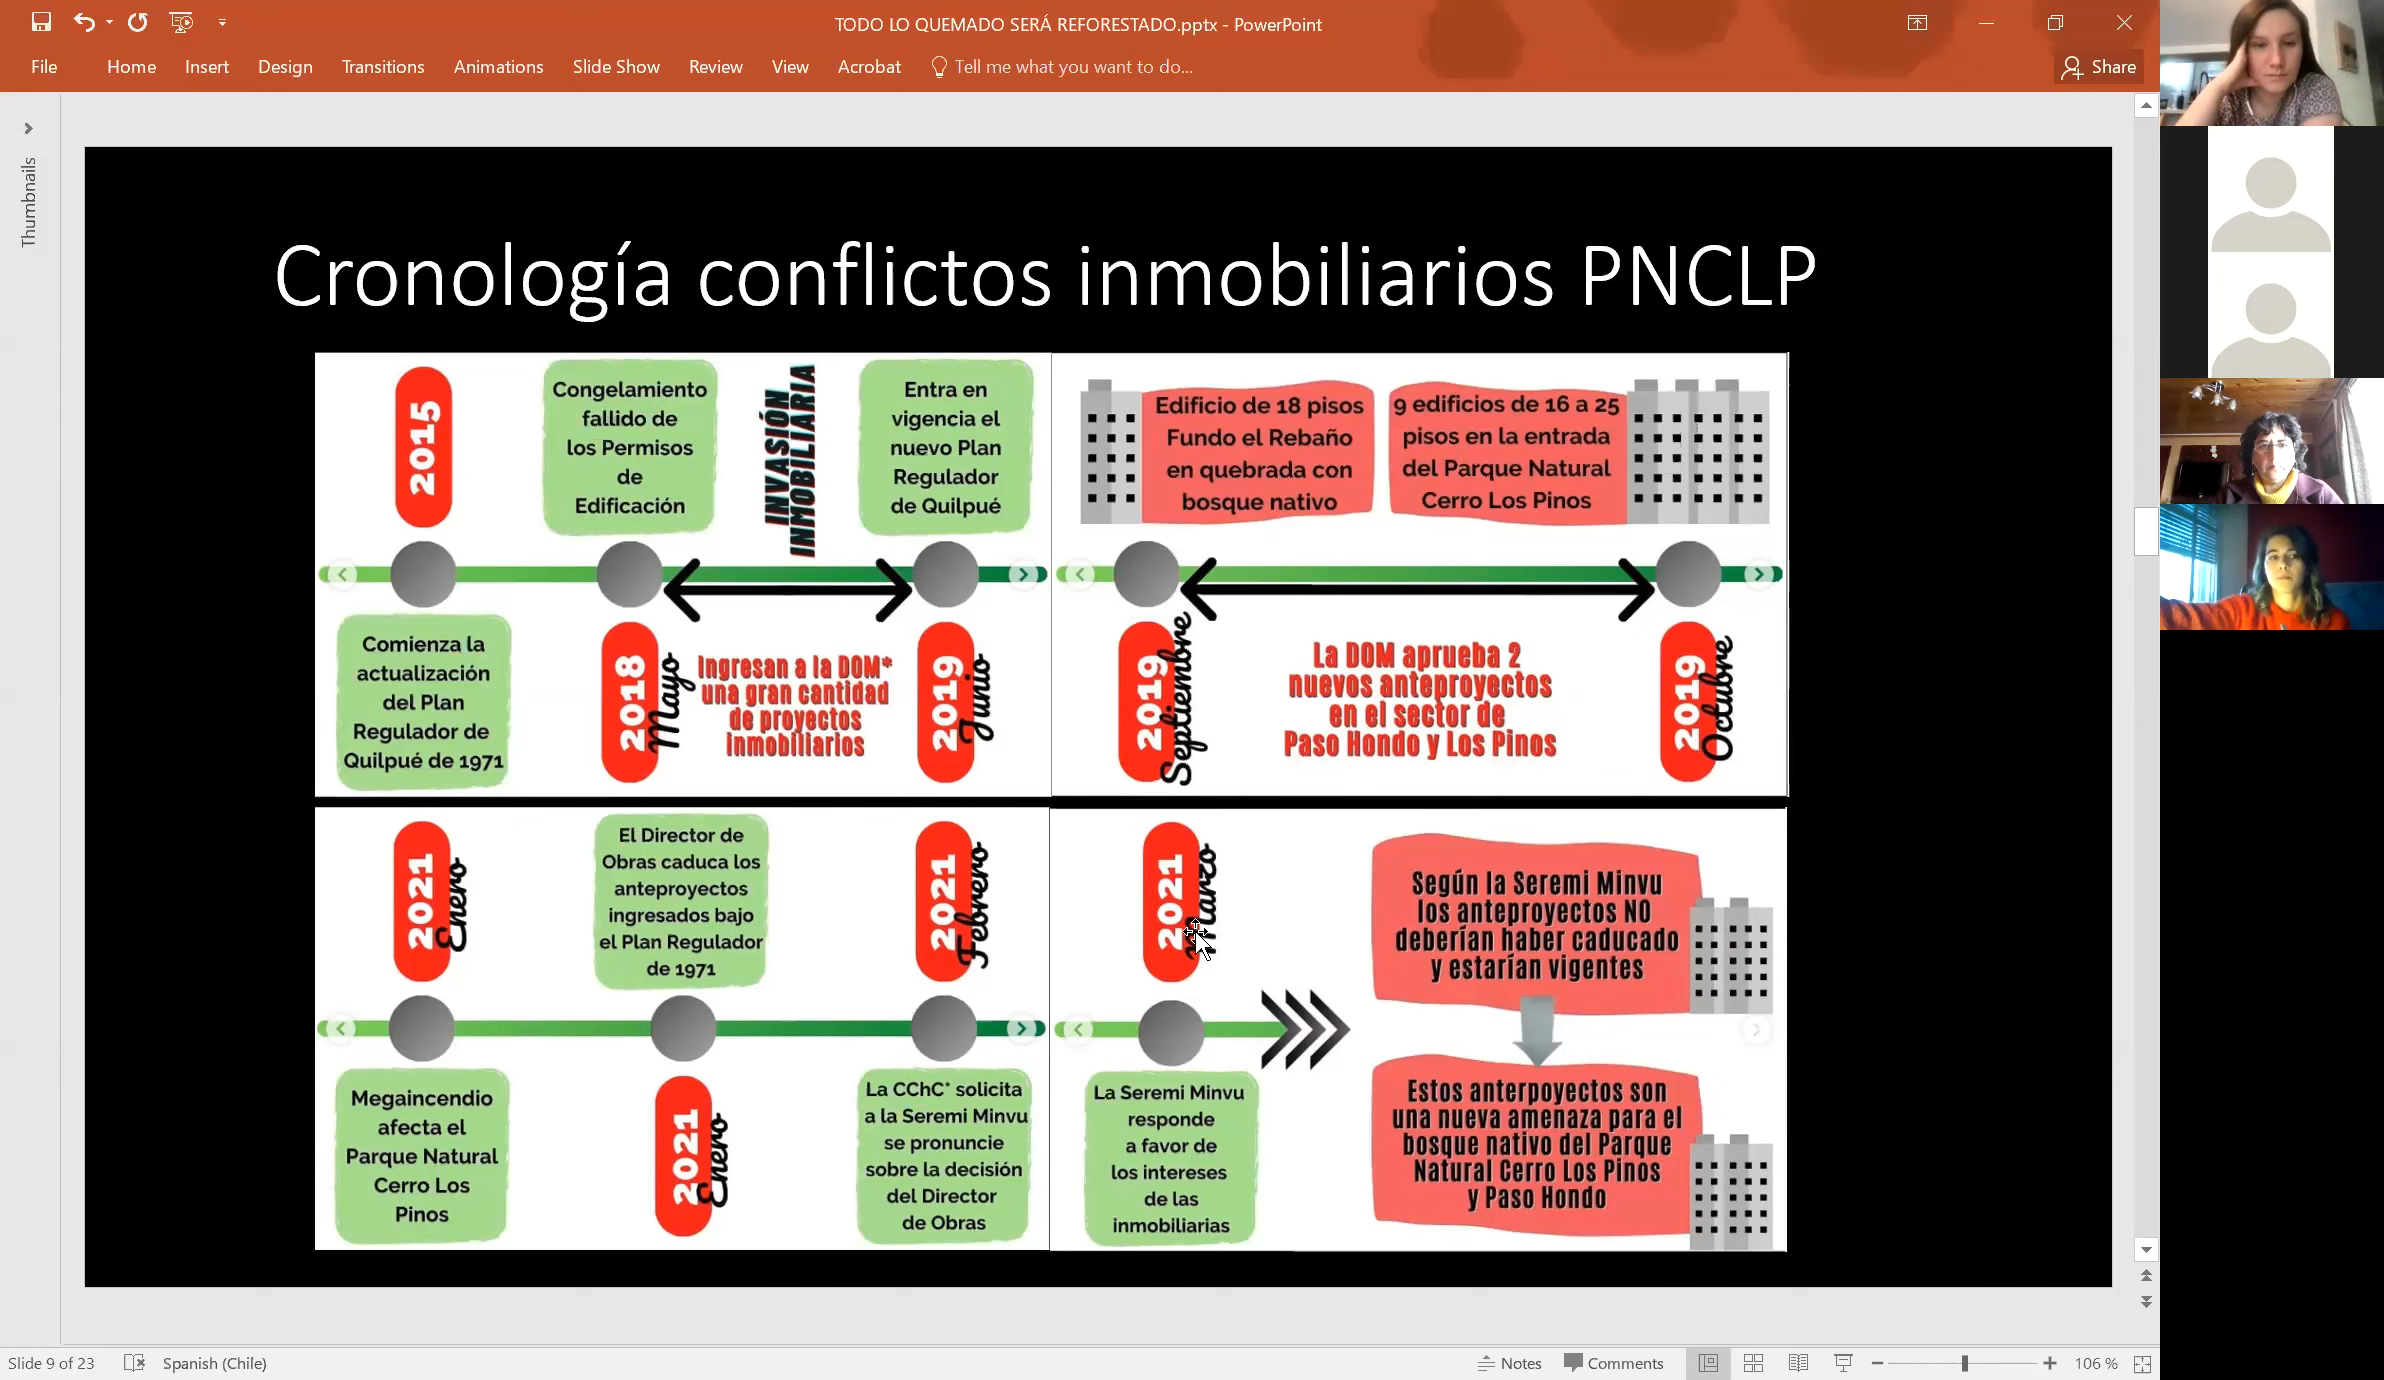 TODO LO QUEMADO SERÁ REFORESTADO.pptx - PowerPoint
File Home Insert Design Transitions Animations Slide Show Review View Acrobat Tell me what you want to do... Share
Thumbnails
Cronología conflictos inmobiliarios PNCLP
2015
Congelamiento
fallido de
los Permisos
de
Edificación
INVASIÓN
INMOBILIARIA
Entra en
vigencia el
nuevo Plan
Regulador
de Quilpué
Comienza la
actualización
del Plan
Regulador de
Quilpué de 1971
2018
Mayo
Ingresan a la DOM*
una gran cantidad
de proyectos
inmobiliarios
2019
Junio
Edificio de 18 pisos
Fundo el Rebaño
en quebrada con
bosque nativo
9 edificios de 16 a 25
pisos en la entrada
del Parque Natural
Cerro Los Pinos
2019
Septiembre
La DOM aprueba 2
nuevos anteproyectos
en el sector de
Paso Hondo y Los Pinos
2019
Octubre
2021
Enero
El Director de
Obras caduca los
anteproyectos
ingresados bajo
el Plan Regulador
de 1971
2021
Febrero
Megaincendio
afecta el
Parque Natural
Cerro Los
Pinos
2021
Enero
La CChC* solicita
a la Seremi Minvu
se pronuncie
sobre la decisión
del Director
de Obras
2021
Marzo
Según la Seremi Minvu
los anteproyectos NO
deberían haber caducado
y estarían vigentes
La Seremi Minvu
responde
a favor de
los intereses
de las
inmobiliarias
Estos anterpoyectos son
una nueva amenaza para el
bosque nativo del Parque
Natural Cerro Los Pinos
y Paso Hondo
Slide 9 of 23 Spanish (Chile) Notes Comments 106 %